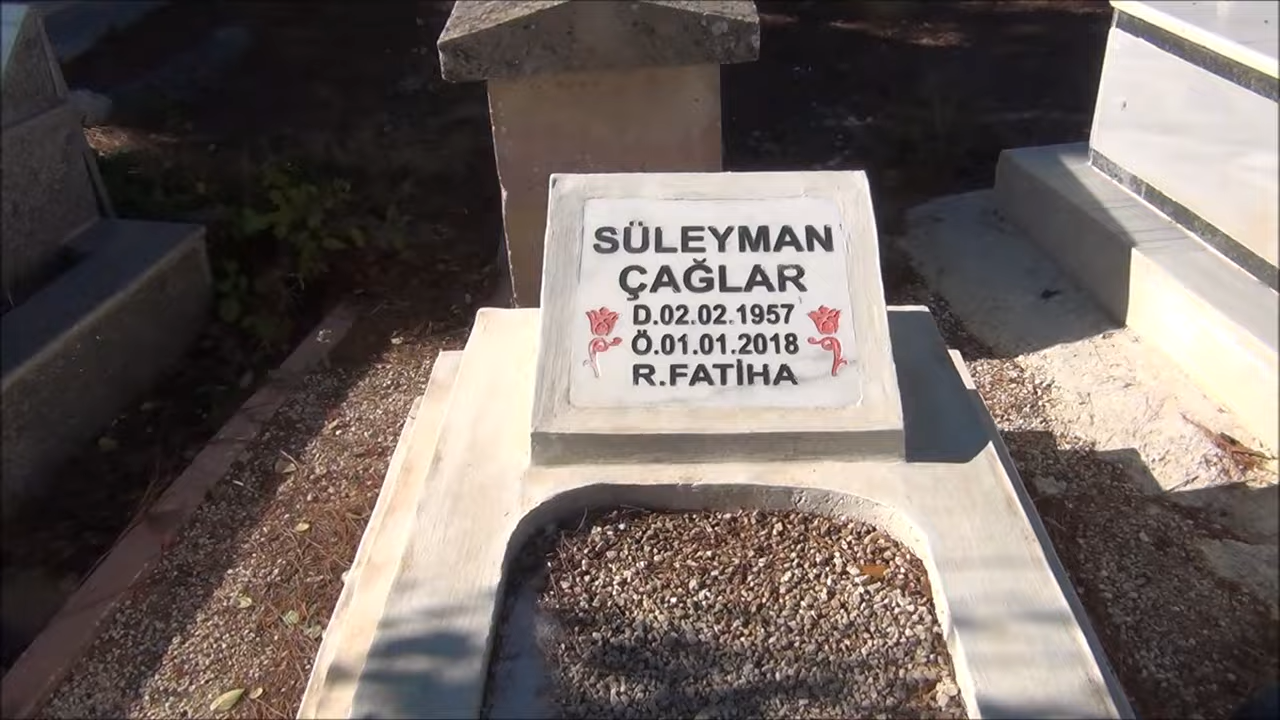 SÜLEYMAN
ÇAĞLAR
D.02.02.1957
Ö.01.01.2018
R.FATİHA